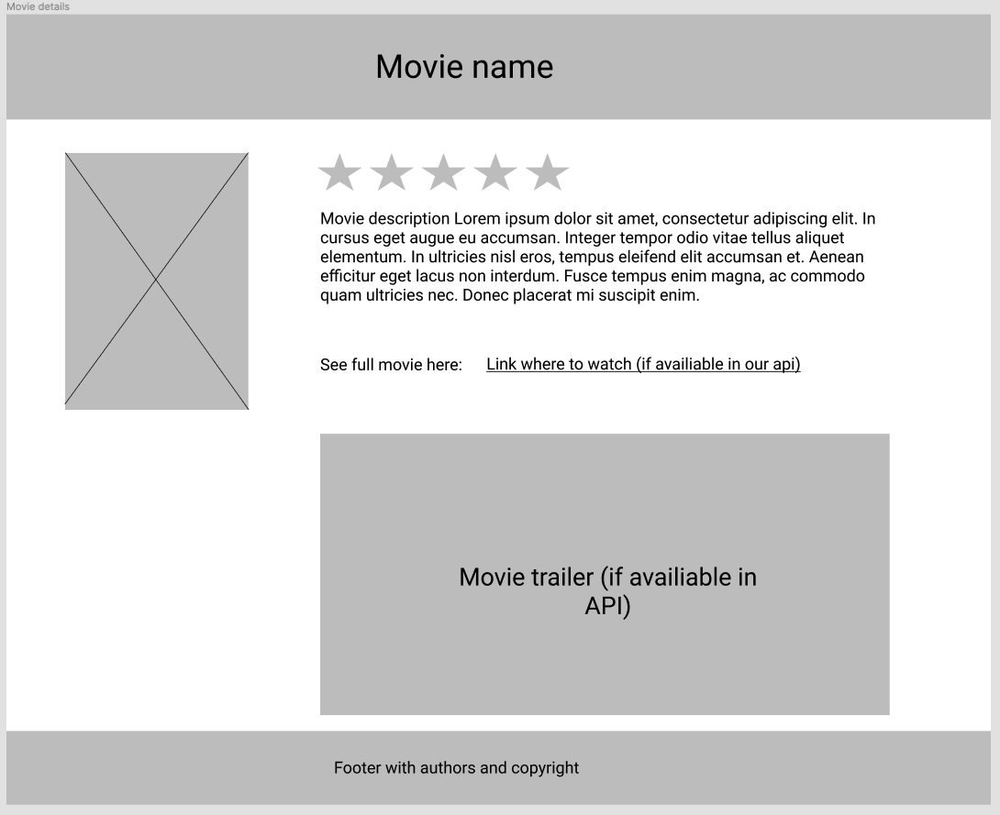 Movie details
Movie name
Movie description Lorem ipsum dolor sit amet, consectetur adipiscing elit. In
cursus eget augue eu accumsan. Integer tempor odio vitae tellus aliquet
elementum. In ultricies nisl eros, tempus eleifend elit accumsan et. Aenean
efficitur eget lacus non interdum. Fusce tempus enim magna, ac commodo
quam ultricies nec. Donec placerat mi suscipit enim.
See full movie here: Link where to watch (if availiable in our api)
Movie trailer (if availiable in
API)
Footer with authors and copyright